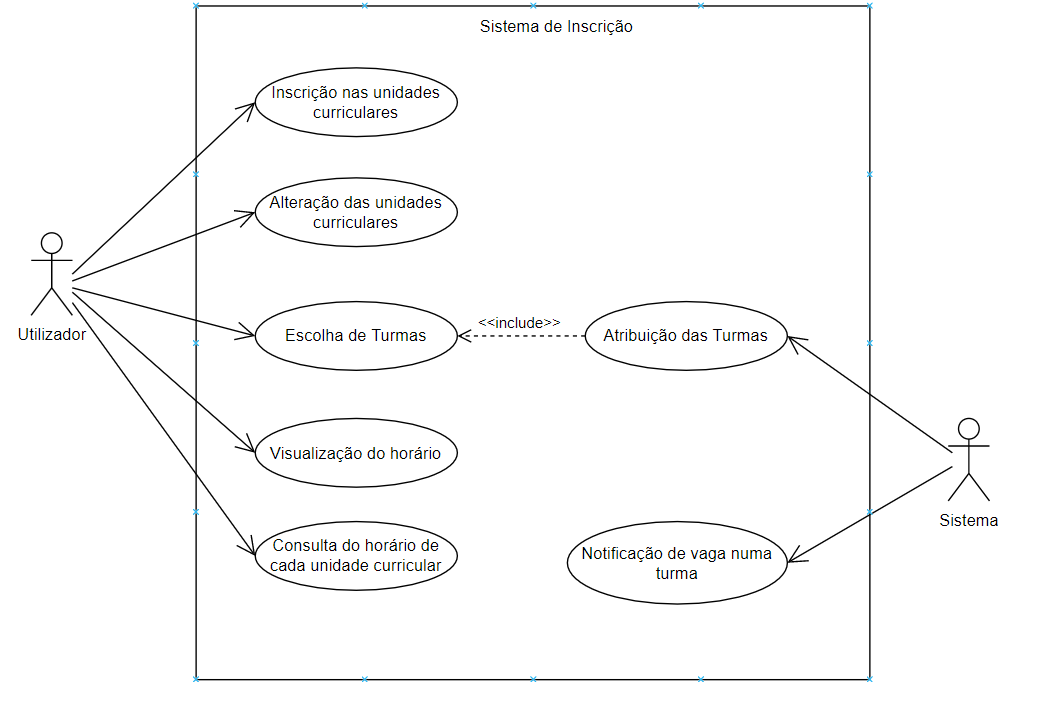 Sistema de Inscrição
Inscrição nas unidades
curriculares
Alteração das unidades
curriculares
Utilizador
Escolha de Turmas
<<include>>
Atribuição das Turmas
Visualização do horário
Sistema
Consulta do horário de
cada unidade curricular
Notificação de vaga numa
turma